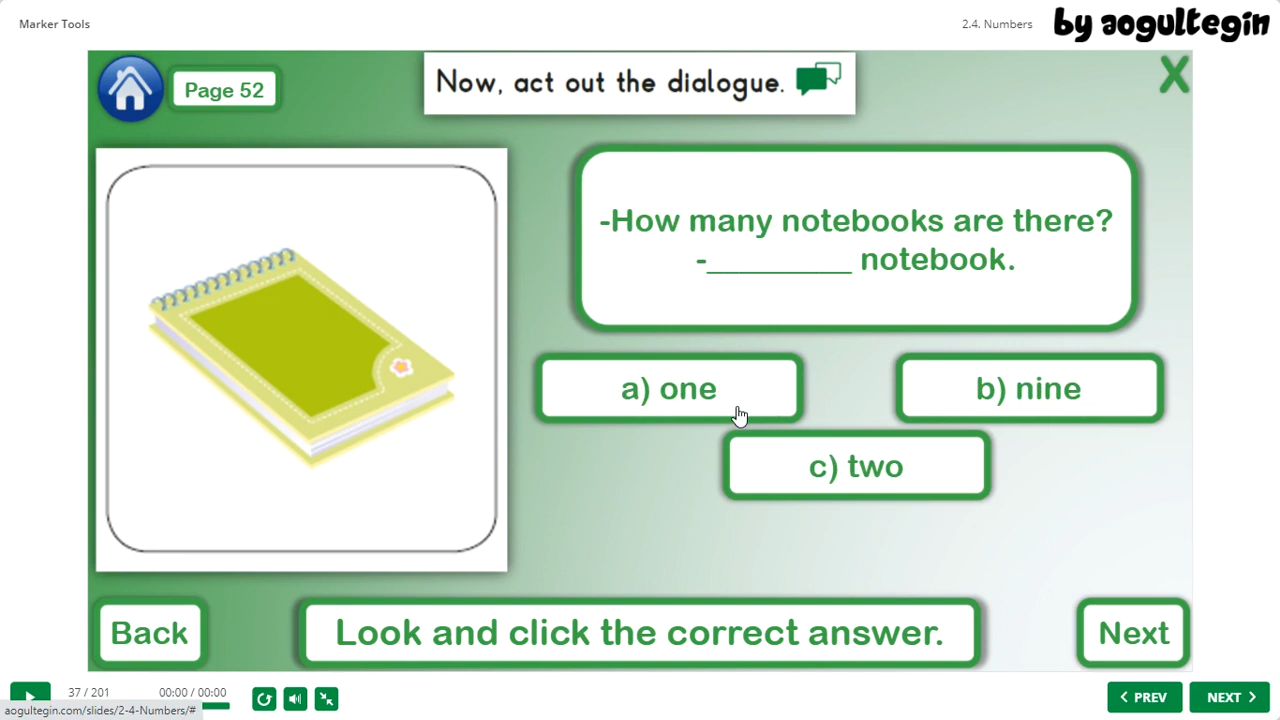 Marker Tools
2.4. Numbers
by aogultegin
Page 52
Now, act out the dialogue.
X
-How many notebooks are there?
-_________ notebook.
a) one
b) nine
c) two
Back
Look and click the correct answer.
Next
37 / 201
00:00 / 00:00
PREV
NEXT
aogultegin.com/slides/2-4-Numbers/#